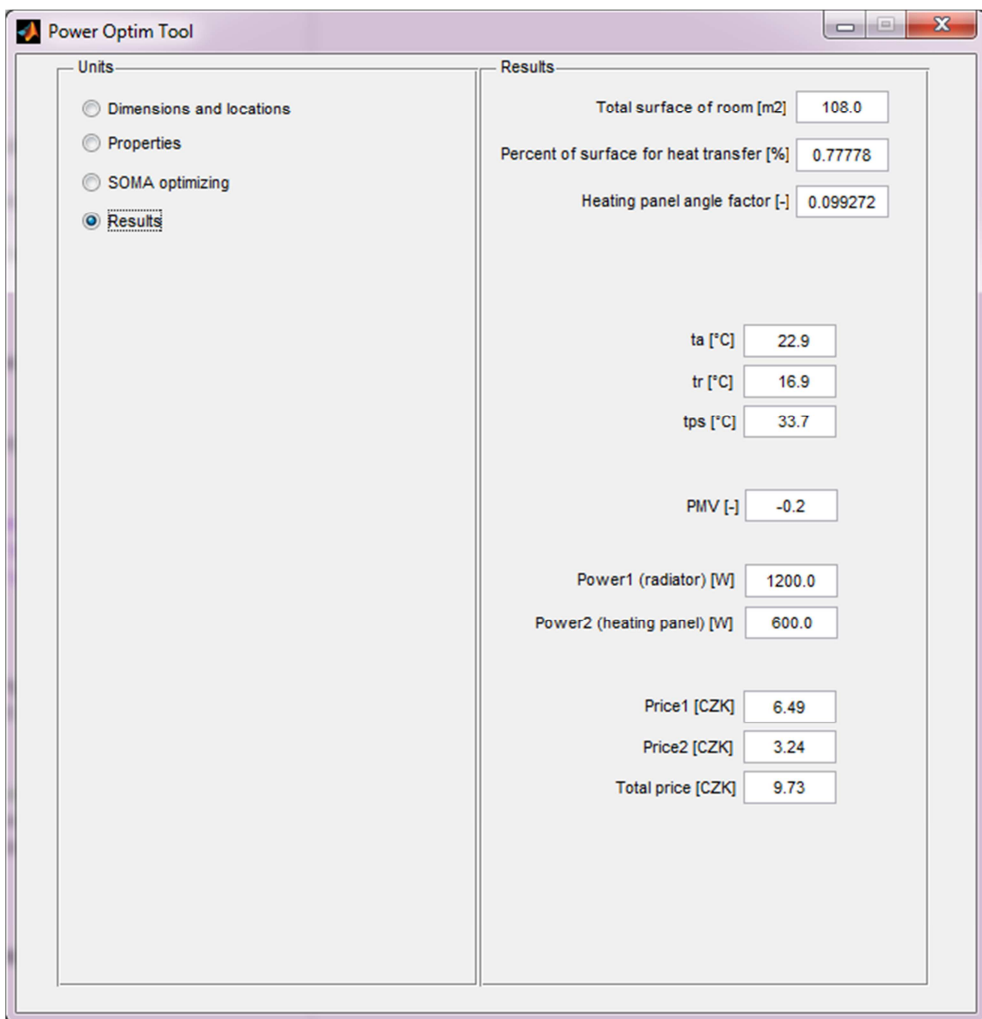 Power Optim Tool
Units
Dimensions and locations
Properties
SOMA optimizing
Results
Results
Total surface of room [m2] 108.0
Percent of surface for heat transfer [%] 0.77778
Heating panel angle factor [-] 0.099272
ta [°C] 22.9
tr [°C] 16.9
tps [°C] 33.7
PMV [-] -0.2
Power1 (radiator) [W] 1200.0
Power2 (heating panel) [W] 600.0
Price1 [CZK] 6.49
Price2 [CZK] 3.24
Total price [CZK] 9.73